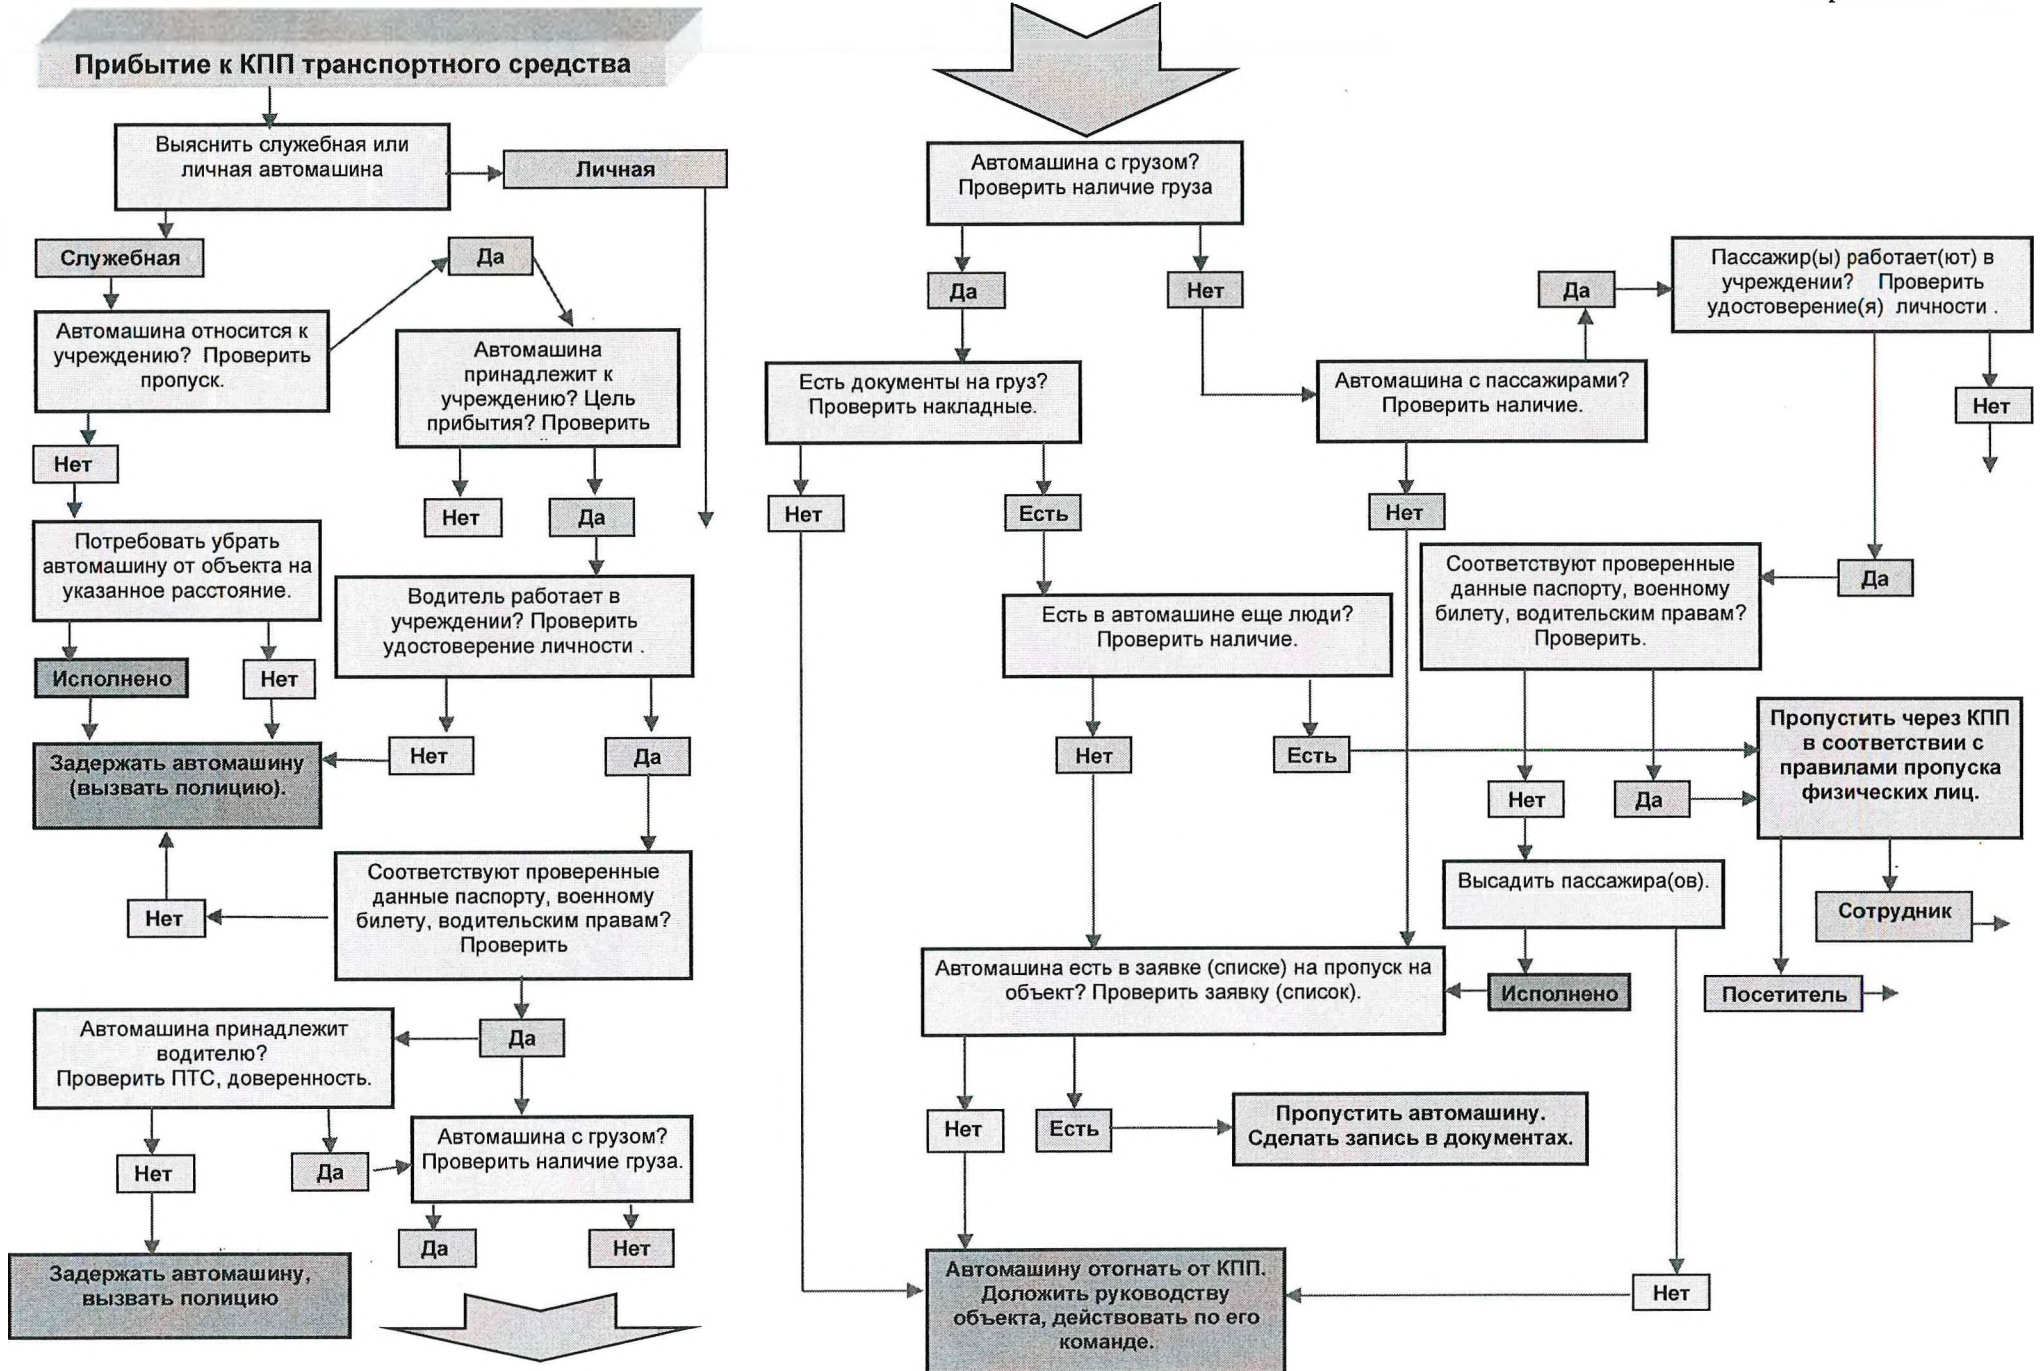 Прибытие к КПП транспортного средства
Выяснить служебная или
личная автомашина
Личная
Служебная
Да
Автомашина относится к
учреждению? Проверить
пропуск.
Автомашина
принадлежит к
учреждению? Цель
прибытия? Проверить
Нет
Нет
Да
Потребовать убрать
автомашину от объекта на
указанное расстояние.
Водитель работает в
учреждении? Проверить
удостоверение личности .
Исполнено
Нет
Нет
Да
Задержать автомашину
(вызвать полицию).
Соответствуют проверенные
данные паспорту, военному
билету, водительским правам?
Проверить
Нет
Да
Автомашина принадлежит
водителю?
Проверить ПТС, доверенность.
Автомашина с грузом?
Проверить наличие груза.
Нет
Да
Да
Нет
Задержать автомашину,
вызвать полицию
Автомашина с грузом?
Проверить наличие груза
Да
Нет
Да
Пассажир(ы) работает(ют) в
учреждении? Проверить
удостоверение(я) личности .
Есть документы на груз?
Проверить накладные.
Автомашина с пассажирами?
Проверить наличие.
Нет
Нет
Есть
Нет
Соответствуют проверенные
данные паспорту, военному
билету, водительским правам?
Проверить.
Да
Есть в автомашине еще люди?
Проверить наличие.
Нет
Есть
Нет
Да
Пропустить через КПП
в соответствии с
правилами пропуска
физических лиц.
Высадить пассажира(ов).
Сотрудник
Автомашина есть в заявке (списке) на пропуск на
объект? Проверить заявку (список).
Исполнено
Посетитель
Нет
Есть
Пропустить автомашину.
Сделать запись в документах.
Автомашину отогнать от КПП.
Доложить руководству
объекта, действовать по его
команде.
Нет